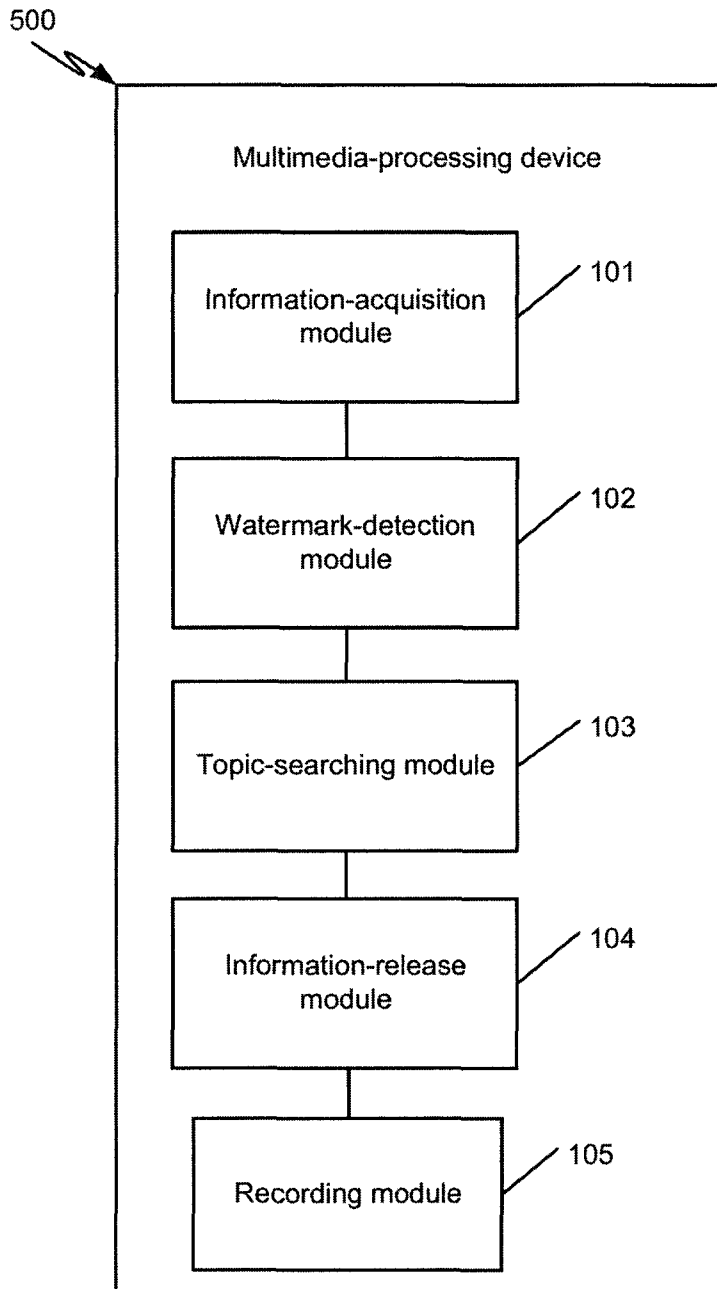 500
Multimedia-processing device
Information-acquisition
module
101
Watermark-detection
module
102
Topic-searching module
103
Information-release
module
104
Recording module
105